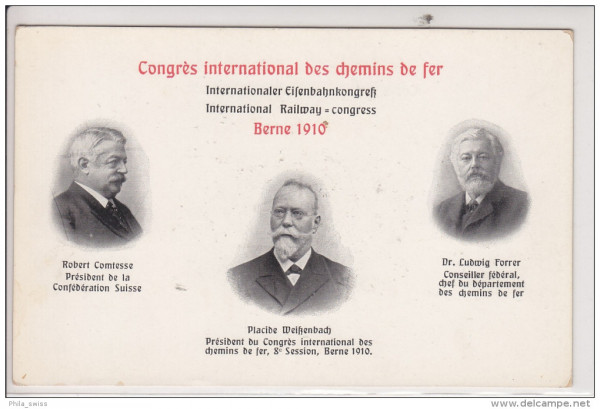 Congrès international des chemins de fer
Internationaler Eisenbahnkongreß
International Railway=congress
Berne 1910
Robert Comtesse
Président de la
Confédération Suisse
Dr. Ludwig Forrer
Conseiller fédéral,
chef du département
des chemins de fer
Placide Weißenbach
Président du Congrès international des
chemins de fer, 8e Session, Berne 1910.
Phila_swiss
delcampe.net